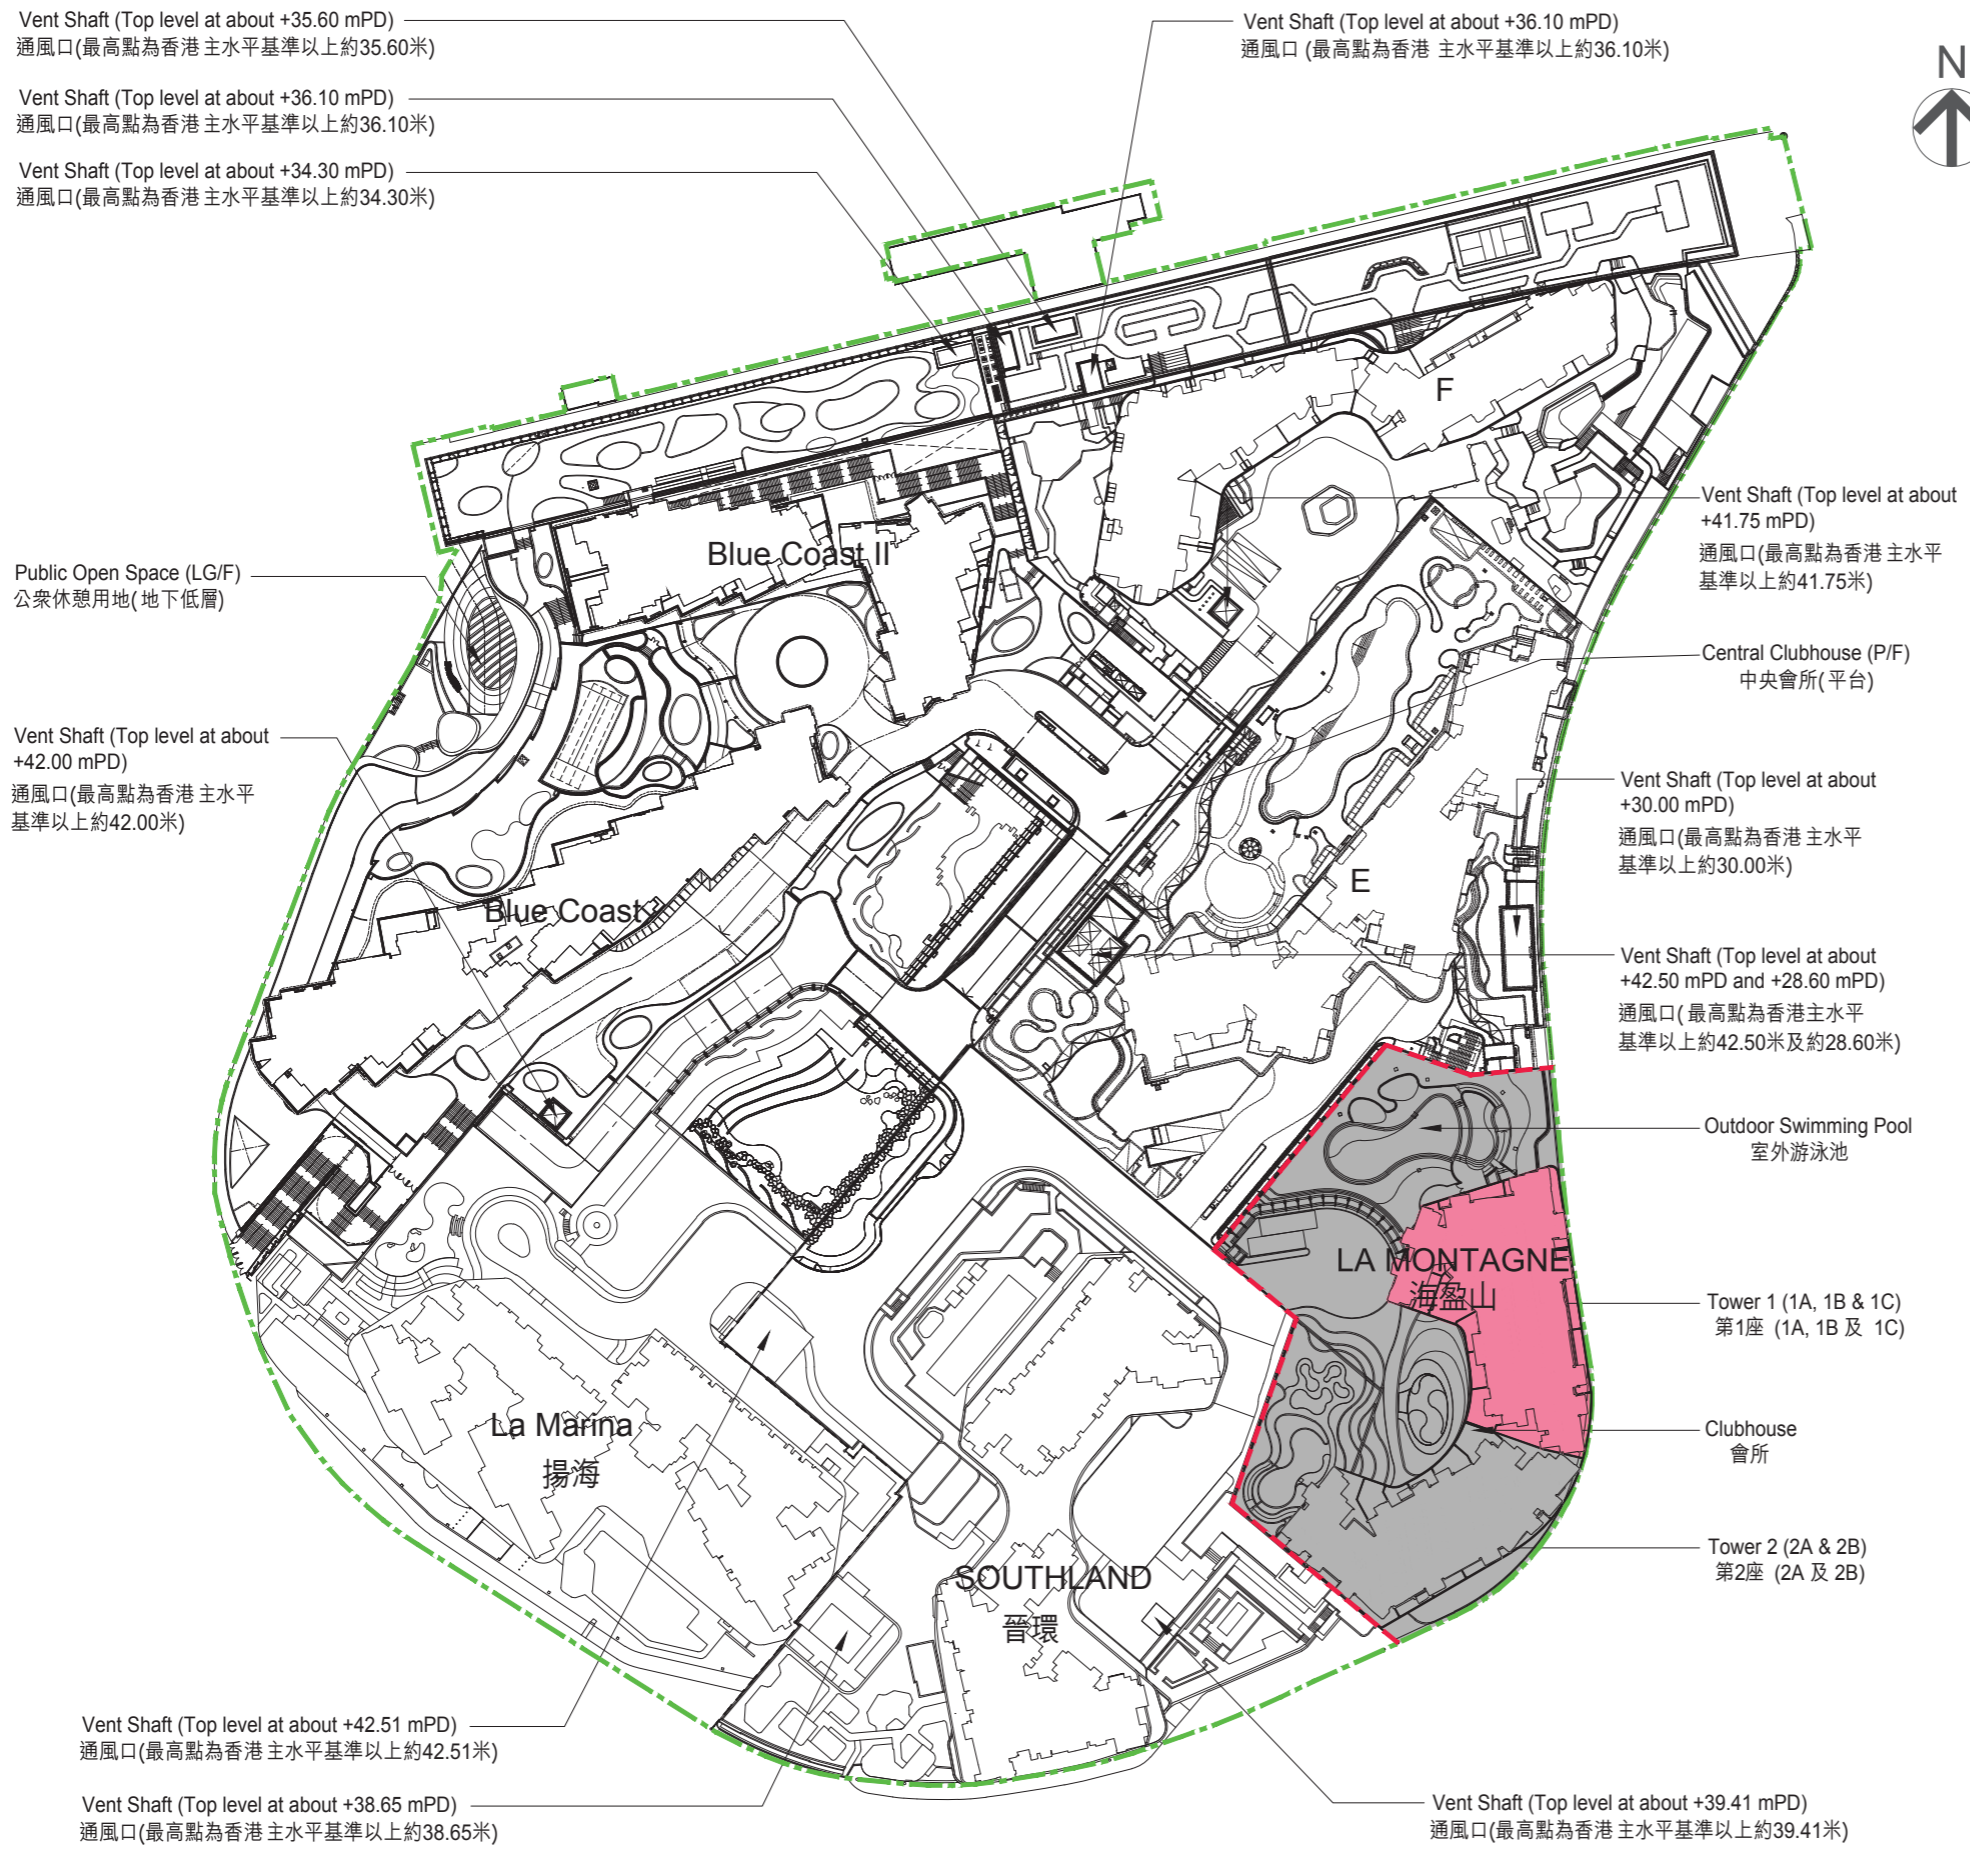 Vent Shaft (Top level at about +35.60 mPD)
通風口(最高點為香港主水平基準以上約35.60米)
Vent Shaft (Top level at about +36.10 mPD)
通風口(最高點為香港主水平基準以上約36.10米)
Vent Shaft (Top level at about +34.30 mPD)
通風口(最高點為香港主水平基準以上約34.30米)
Vent Shaft (Top level at about +36.10 mPD)
通風口 (最高點為香港主水平基準以上約36.10米)
N
F
Vent Shaft (Top level at about
+41.75 mPD)
通風口(最高點為香港主水平
基準以上約41.75米)
Blue Coast II
Public Open Space (LG/F)
公衆休憩用地(地下低層)
Central Clubhouse (P/F)
中央會所(平台)
Vent Shaft (Top level at about
+42.00 mPD)
通風口(最高點為香港主水平
基準以上約42.00米)
Vent Shaft (Top level at about
+30.00 mPD)
通風口(最高點為香港主水平
基準以上約30.00米)
E
Blue Coast
Vent Shaft (Top level at about
+42.50 mPD and +28.60 mPD)
通風口(最高點為香港主水平
基準以上約42.50米及約28.60米)
Outdoor Swimming Pool
室外游泳池
LA MONTAGNE
海盈山
Tower 1 (1A, 1B & 1C)
第1座 (1A, 1B 及 1C)
La Marina
揚海
Clubhouse
會所
Tower 2 (2A & 2B)
第2座 (2A 及 2B)
SOUTHLAND
晉環
Vent Shaft (Top level at about +42.51 mPD)
通風口(最高點為香港主水平基準以上約42.51米)
Vent Shaft (Top level at about +38.65 mPD)
通風口(最高點為香港主水平基準以上約38.65米)
Vent Shaft (Top level at about +39.41 mPD)
通風口(最高點為香港主水平基準以上約39.41米)